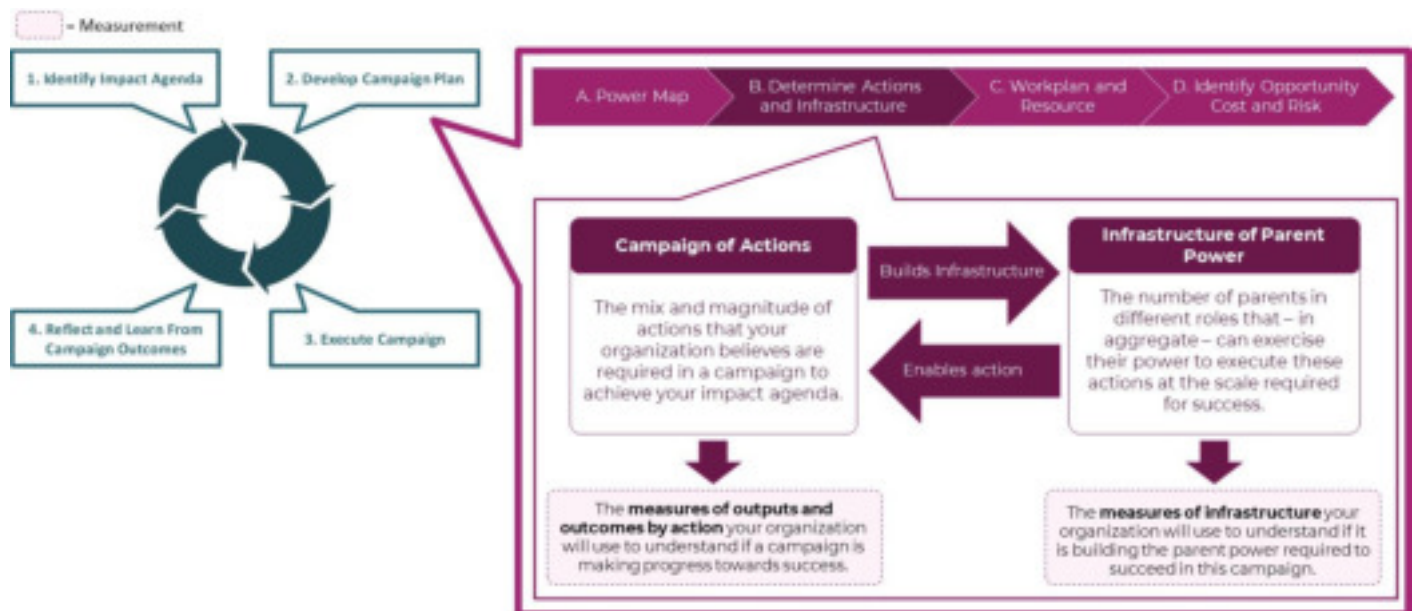 = Measurement
1. Identify Impact Agenda
2. Develop Campaign Plan
4. Reflect and Learn From
Campaign Outcomes
3. Execute Campaign
A. Power Map
B. Determine Actions
and Infrastructure
C. Workplan and
Resource
D. Identify Opportunity
Cost and Risk
Campaign of Actions
The mix and magnitude of
actions that your
organization believes are
required in a campaign to
achieve your impact agenda.
Builds Infrastructure
Enables action
Infrastructure of Parent
Power
The number of parents in
different roles that – in
aggregate – can exercise
their power to execute these
actions at the scale required
for success.
The measures of outputs and
outcomes by action your organization
will use to understand if a campaign is
making progress towards success.
The measures of infrastructure your
organization will use to understand if it
is building the parent power required to
succeed in this campaign.